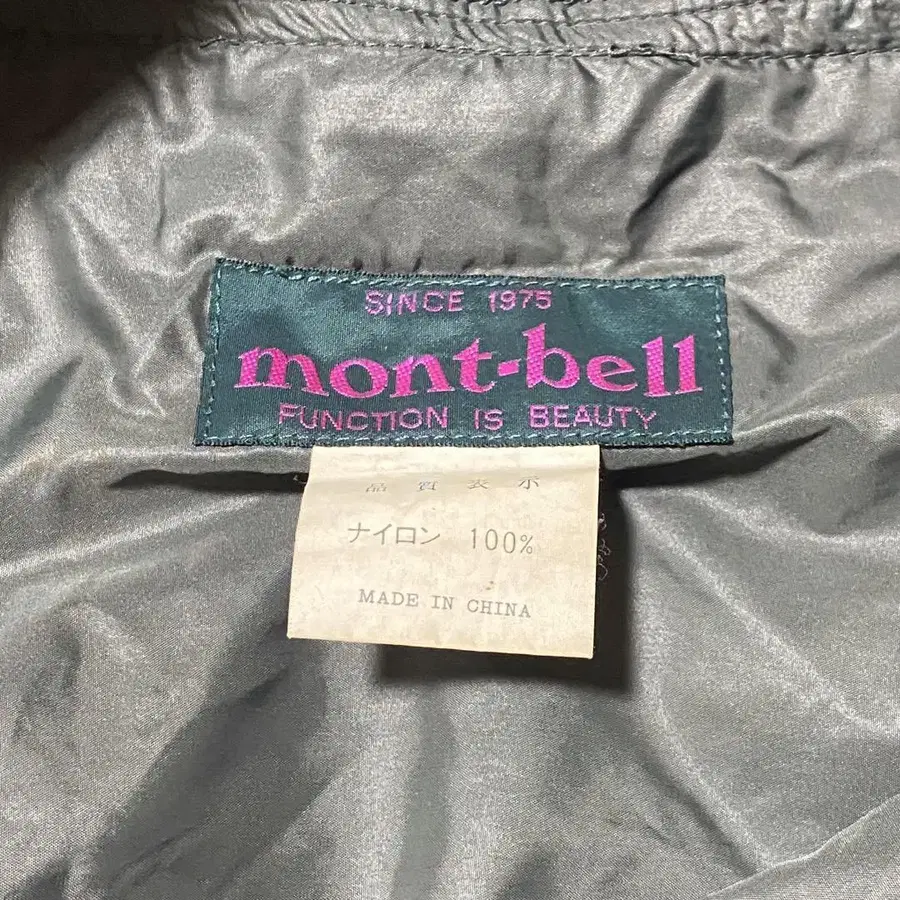 SINCE 1975
mont-bell
FUNCTION IS BEAUTY
品質表示
ナイロン 100%
MADE IN CHINA